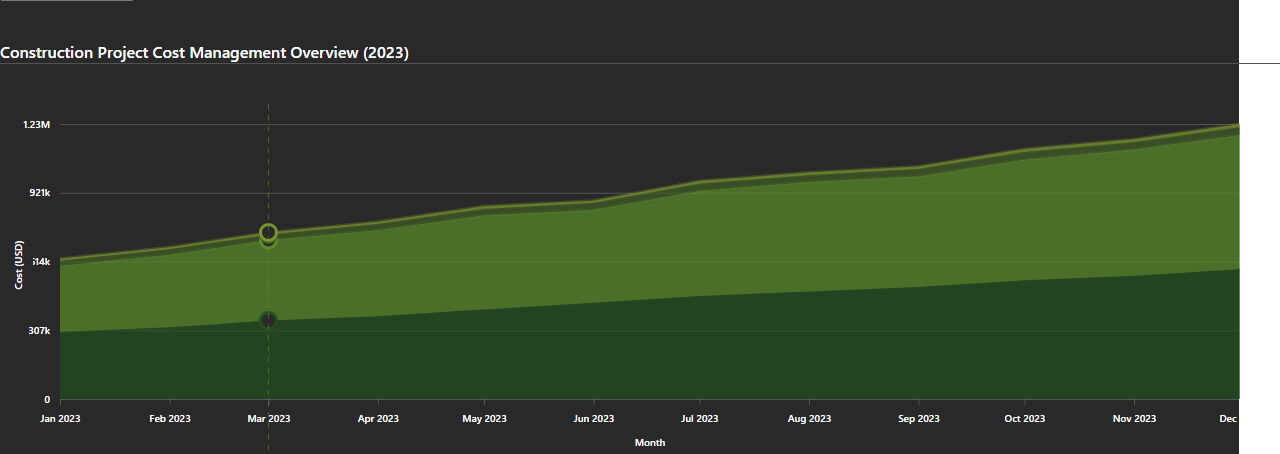 Construction Project Cost Management Overview (2023)
1.23M
921k
614k
307k
0
Cost (USD)
Jan 2023
Feb 2023
Mar 2023
Apr 2023
May 2023
Jun 2023
Jul 2023
Aug 2023
Sep 2023
Oct 2023
Nov 2023
Dec
Month